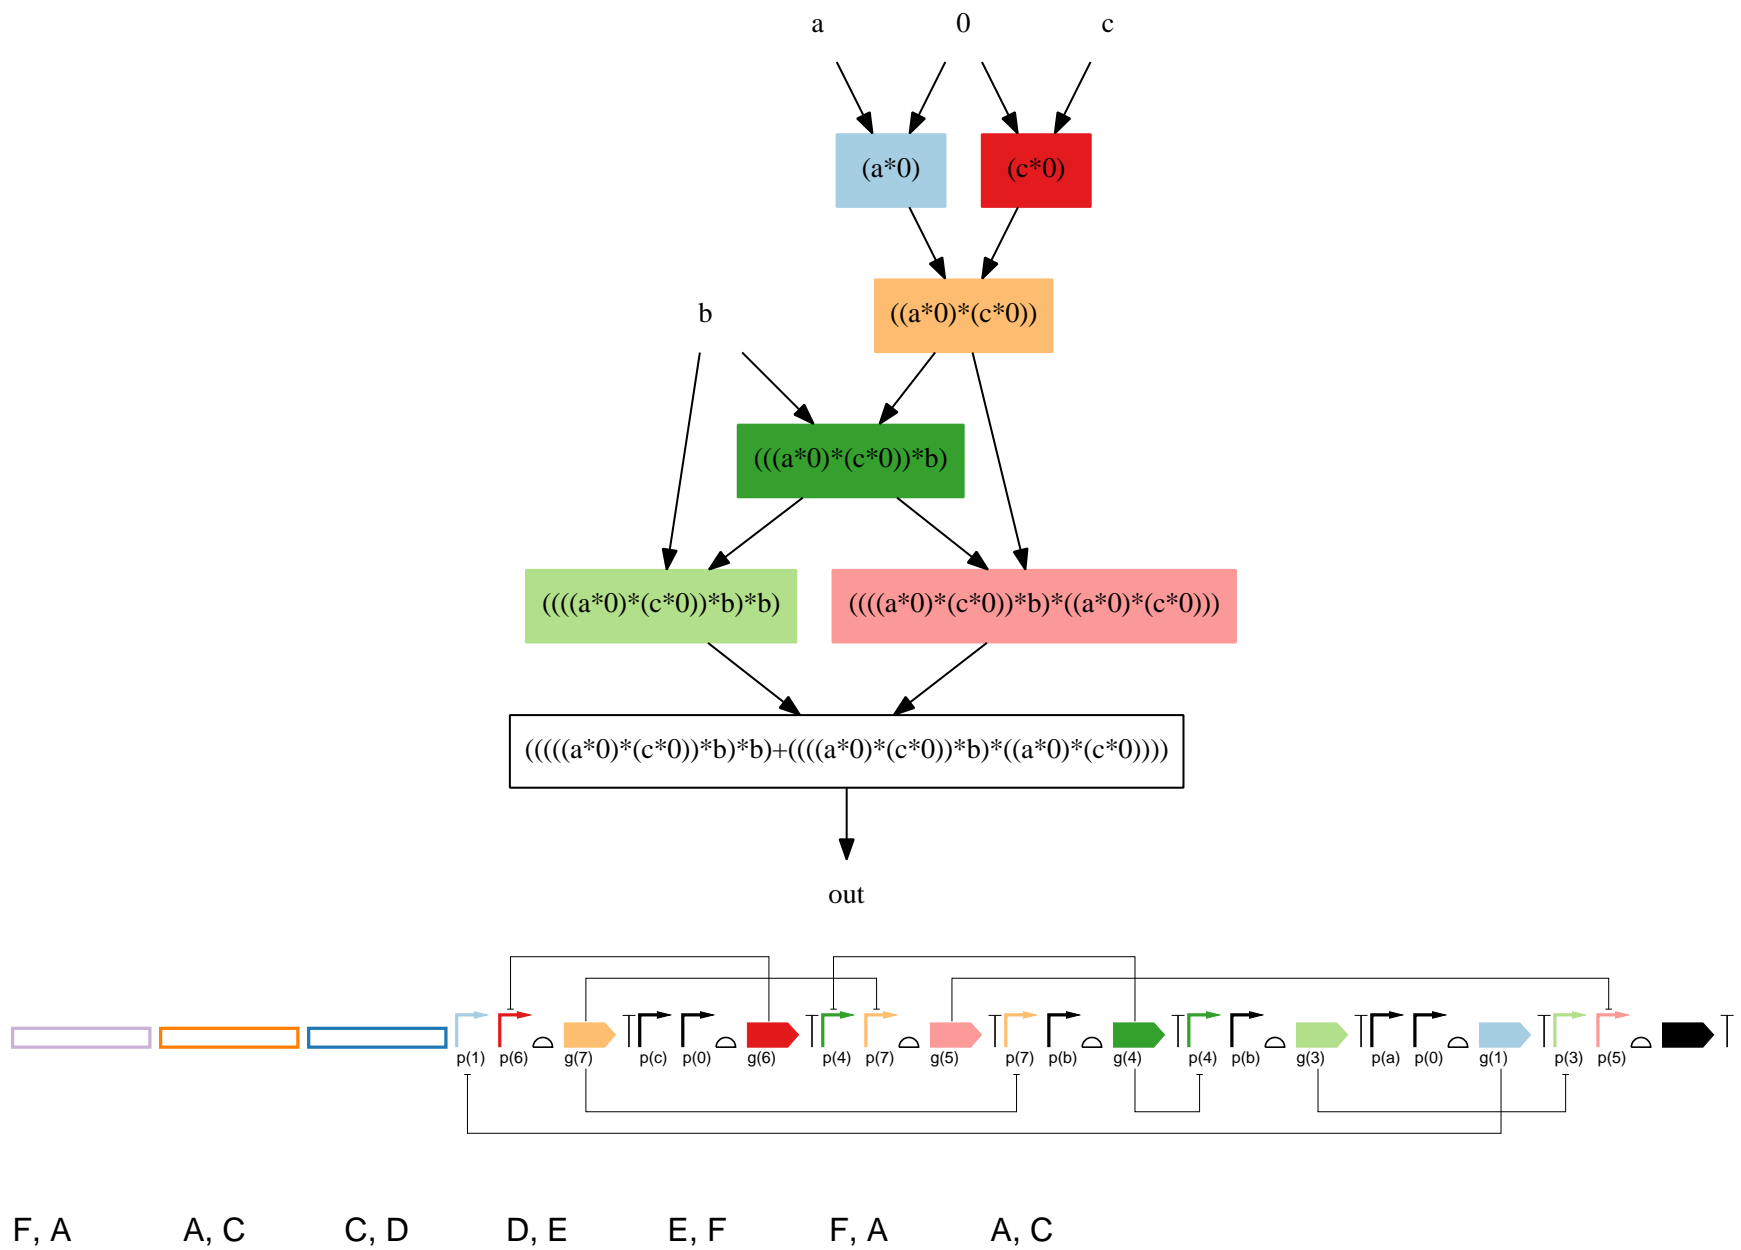 a 0 c
(a*0) (c*0)
b ((a*0)*(c*0))
(((a*0)*(c*0))*b)
((((a*0)*(c*0))*b)*b) ((((a*0)*(c*0))*b)*((a*0)*(c*0)))
(((((a*0)*(c*0))*b)*b)+((((a*0)*(c*0))*b)*((a*0)*(c*0))))
out
p(1) p(6) g(7) p(c) p(0) g(6) p(4) p(7) g(5) p(7) p(b) g(4) p(4) p(b) g(3) p(a) p(0) g(1) p(3) p(5)
F, A A, C C, D D, E E, F F, A A, C